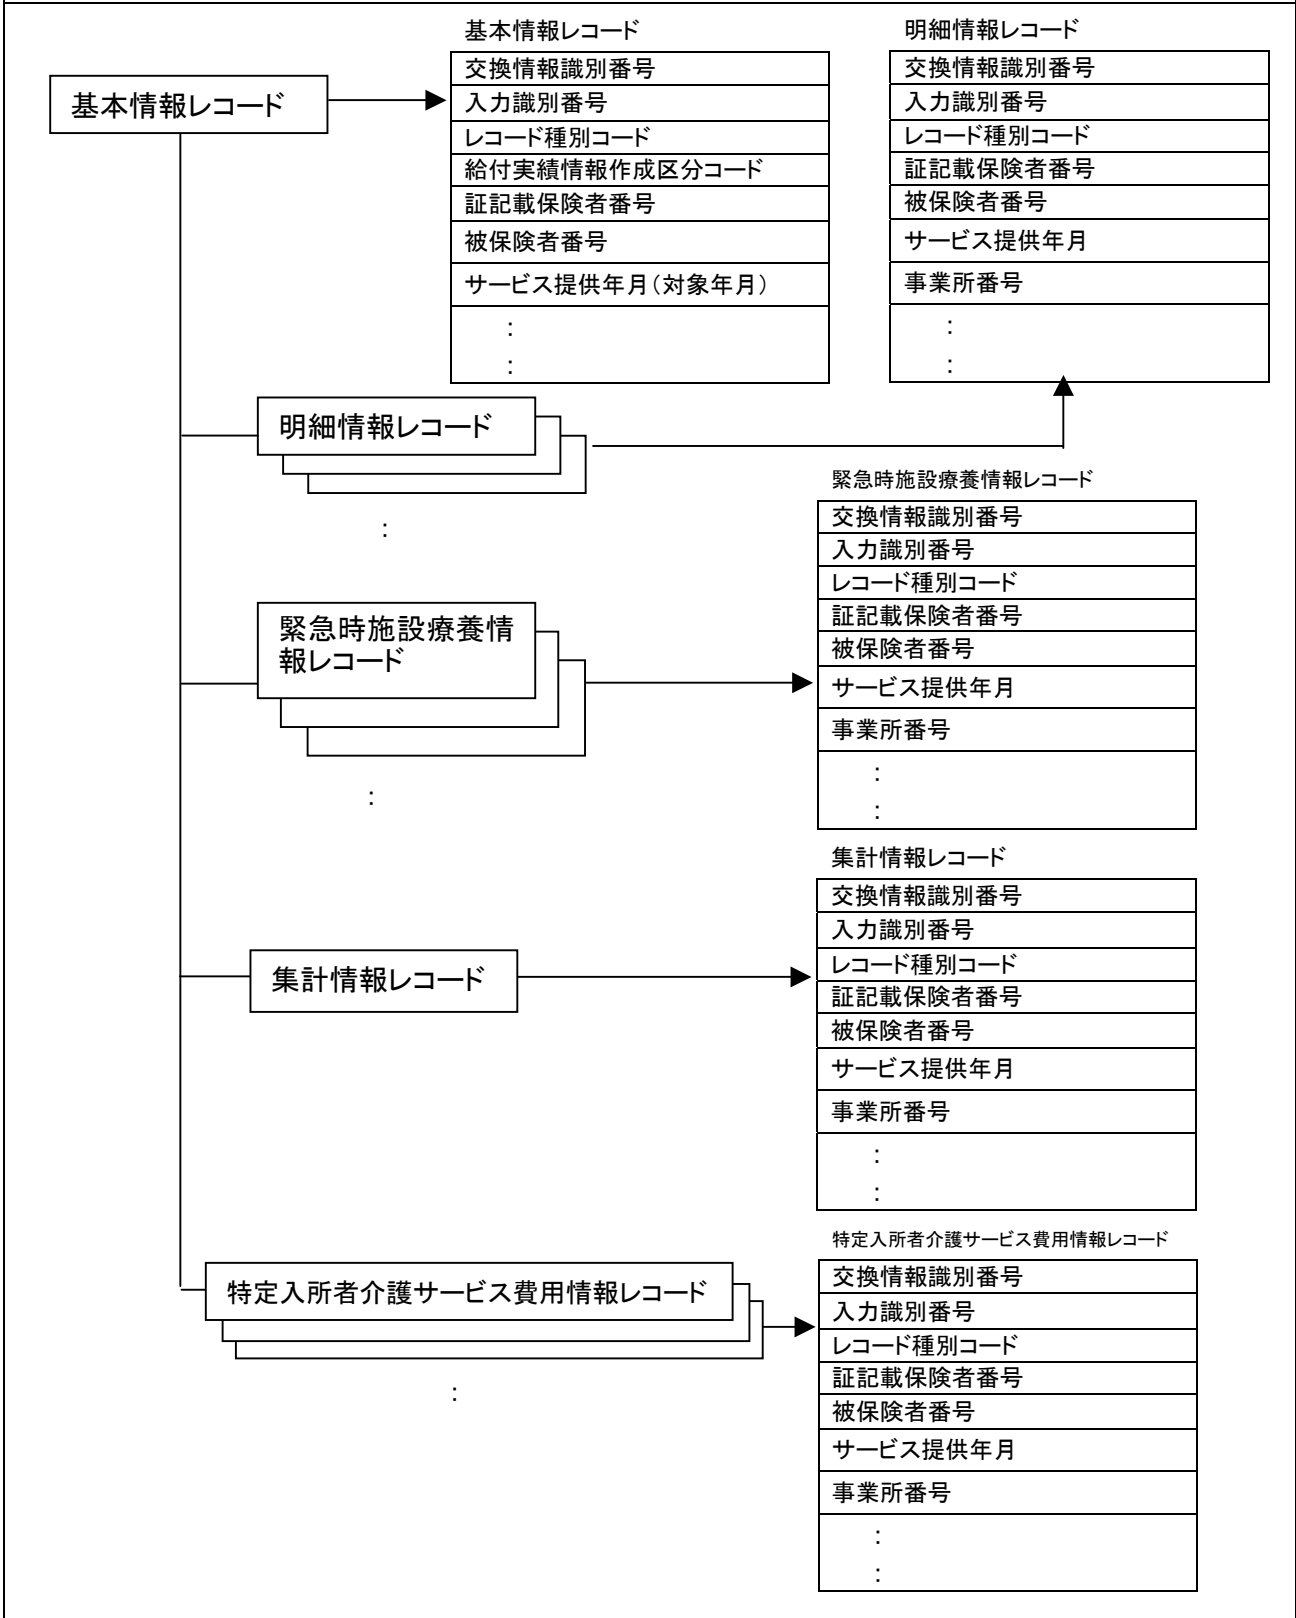 基本情報レコード
基本情報レコード
交換情報識別番号
入力識別番号
レコード種別コード
給付実績情報作成区分コード
証記載保険者番号
被保険者番号
サービス提供年月(対象年月)
:
:
明細情報レコード
交換情報識別番号
入力識別番号
レコード種別コード
証記載保険者番号
被保険者番号
サービス提供年月
事業所番号
:
:
明細情報レコード
:
緊急時施設療養情
報レコード
:
緊急時施設療養情報レコード
交換情報識別番号
入力識別番号
レコード種別コード
証記載保険者番号
被保険者番号
サービス提供年月
事業所番号
:
:
集計情報レコード
集計情報レコード
交換情報識別番号
入力識別番号
レコード種別コード
証記載保険者番号
被保険者番号
サービス提供年月
事業所番号
:
:
特定入所者介護サービス費用情報レコード
:
特定入所者介護サービス費用情報レコード
交換情報識別番号
入力識別番号
レコード種別コード
証記載保険者番号
被保険者番号
サービス提供年月
事業所番号
:
: